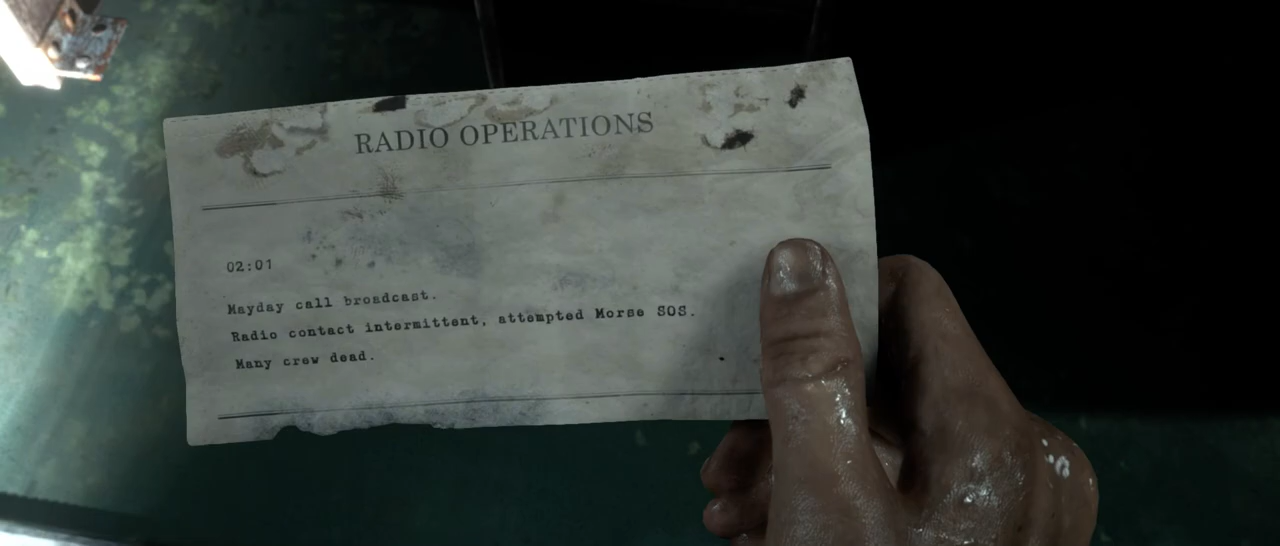 RADIO OPERATIONS
02:01
Mayday call broadcast.
Radio contact intermittent, attempted Morse SOS.
Many crew dead.